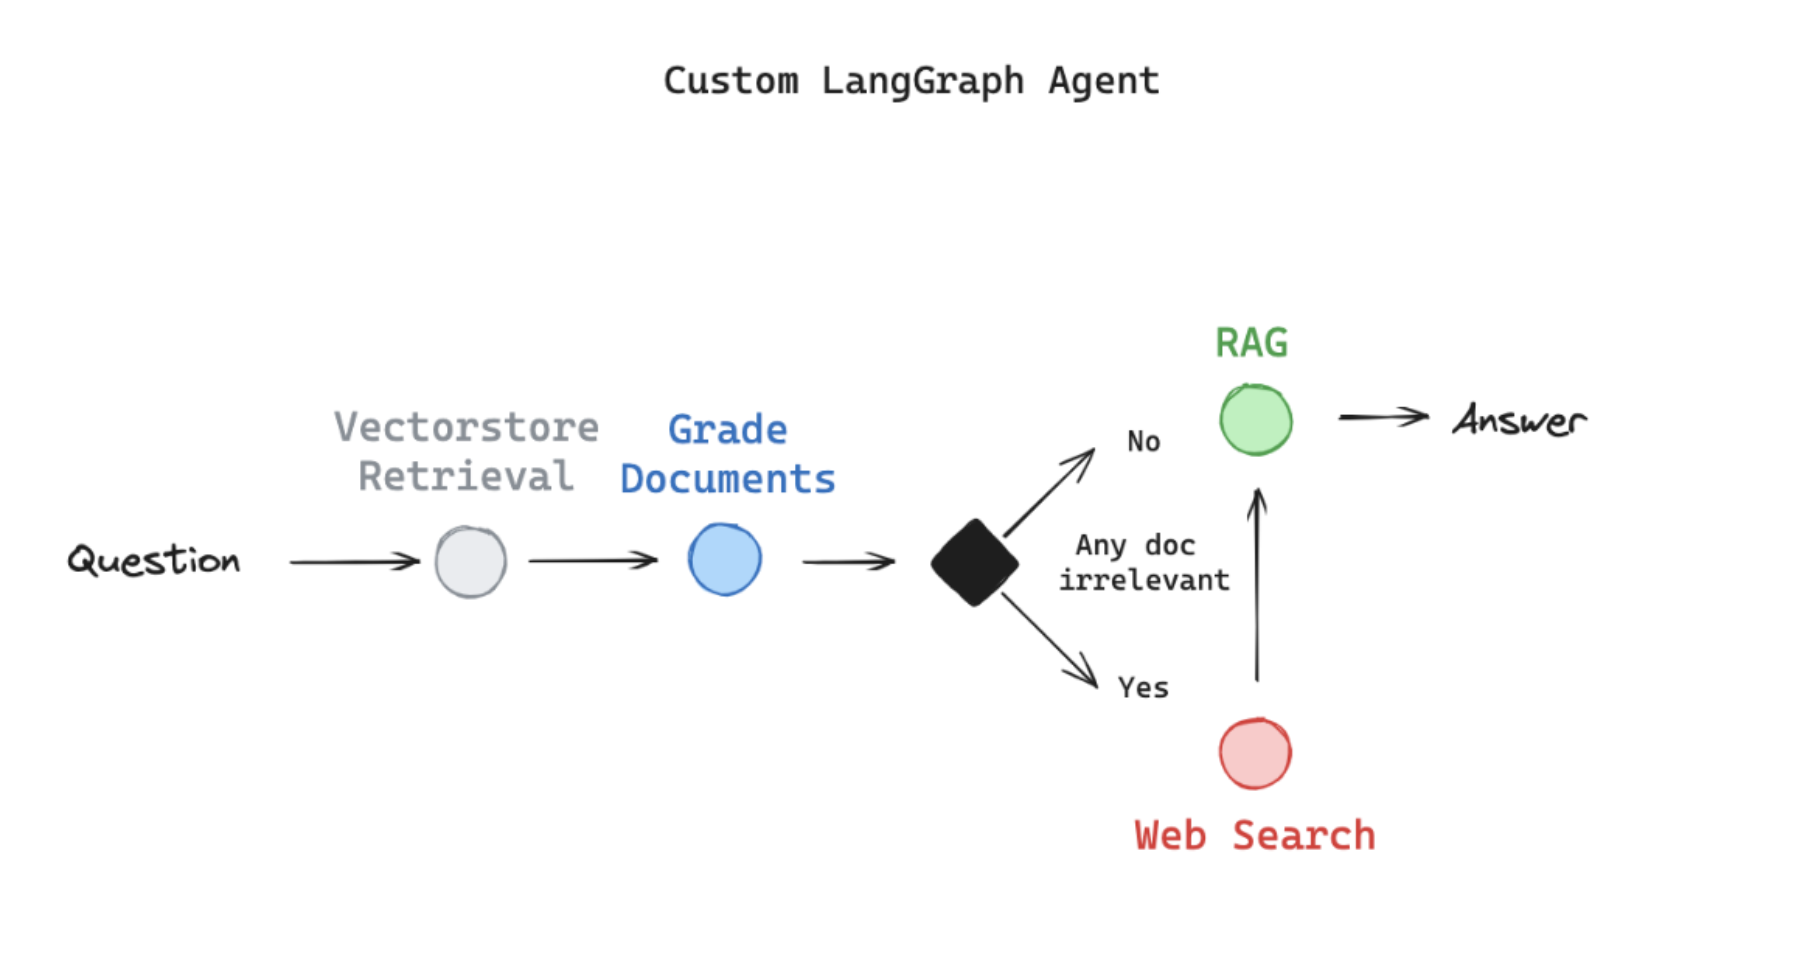 Custom LangGraph Agent
RAG
Vectorstore
Retrieval
Grade
Documents
No
Answer
Question
Any doc
irrelevant
Yes
Web Search